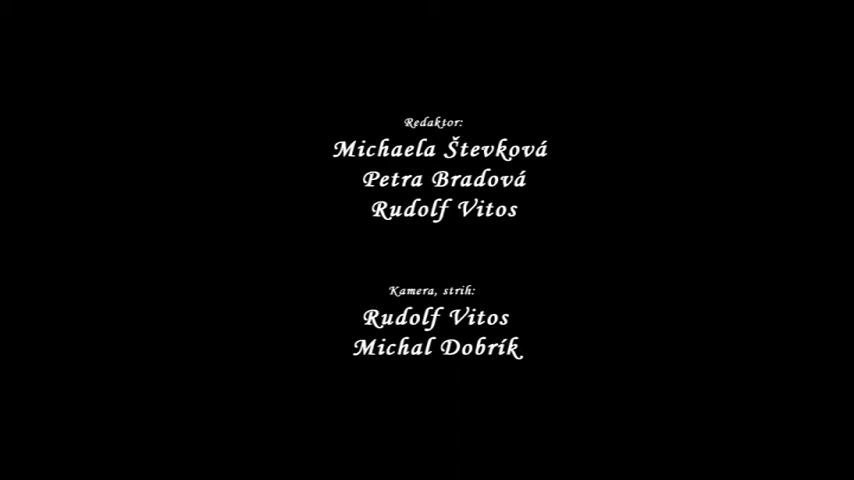 Redaktor:
Michaela Števková
Petra Bradová
Rudolf Vitos
Kamera, strih:
Rudolf Vitos
Michal Dobrík